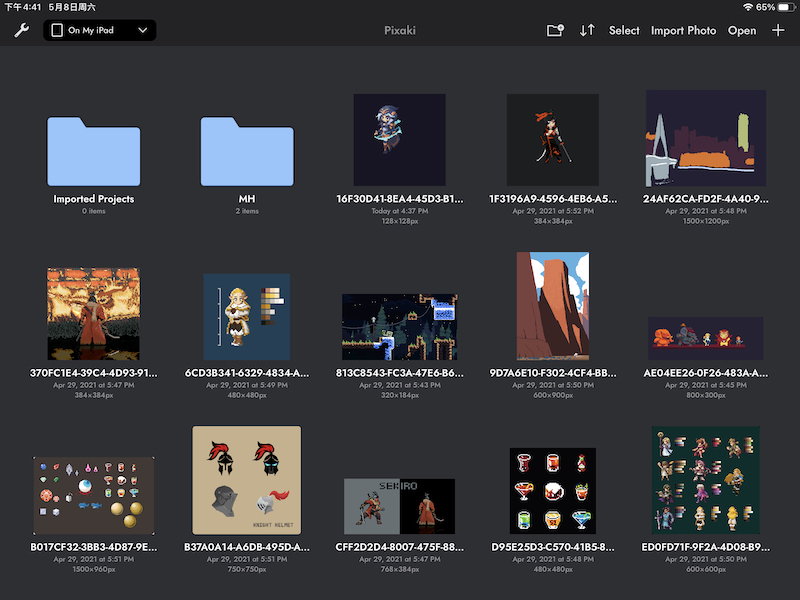 下午4:41 5月8日周六
65%
On My iPad
Pixaki
Select Import Photo Open
Imported Projects
0 items
MH
2 items
16F30D41-8EA4-45D3-B1...
Today at 4:37 PM
128×128px
1F3196A9-4596-4EB6-A5...
Apr 29, 2021 at 5:52 PM
384×384px
24AF62CA-FD2F-4A40-9...
Apr 29, 2021 at 5:48 PM
1500×1200px
370FC1E4-39C4-4D93-91...
Apr 29, 2021 at 5:47 PM
384×384px
6CD3B341-6329-4834-A...
Apr 29, 2021 at 5:49 PM
480×480px
813C8543-FC3A-47E6-B6...
Apr 29, 2021 at 5:43 PM
320×184px
9D7A6E10-F302-4CF4-BB...
Apr 29, 2021 at 5:50 PM
600×900px
AE04EE26-0F26-483A-A...
Apr 29, 2021 at 5:45 PM
800×300px
KNIGHT HELMET
SEKIRO
B017CF32-3BB3-4D87-9E...
Apr 29, 2021 at 5:51 PM
1500×960px
B37A0A14-A6DB-495D-A...
Apr 29, 2021 at 5:51 PM
750×750px
CFF2D2D4-8007-475F-88...
Apr 29, 2021 at 5:47 PM
768×384px
D95E25D3-C570-41B5-8...
Apr 29, 2021 at 5:48 PM
480×480px
ED0FD71F-9F2A-4D08-B9...
Apr 29, 2021 at 5:50 PM
600×600px